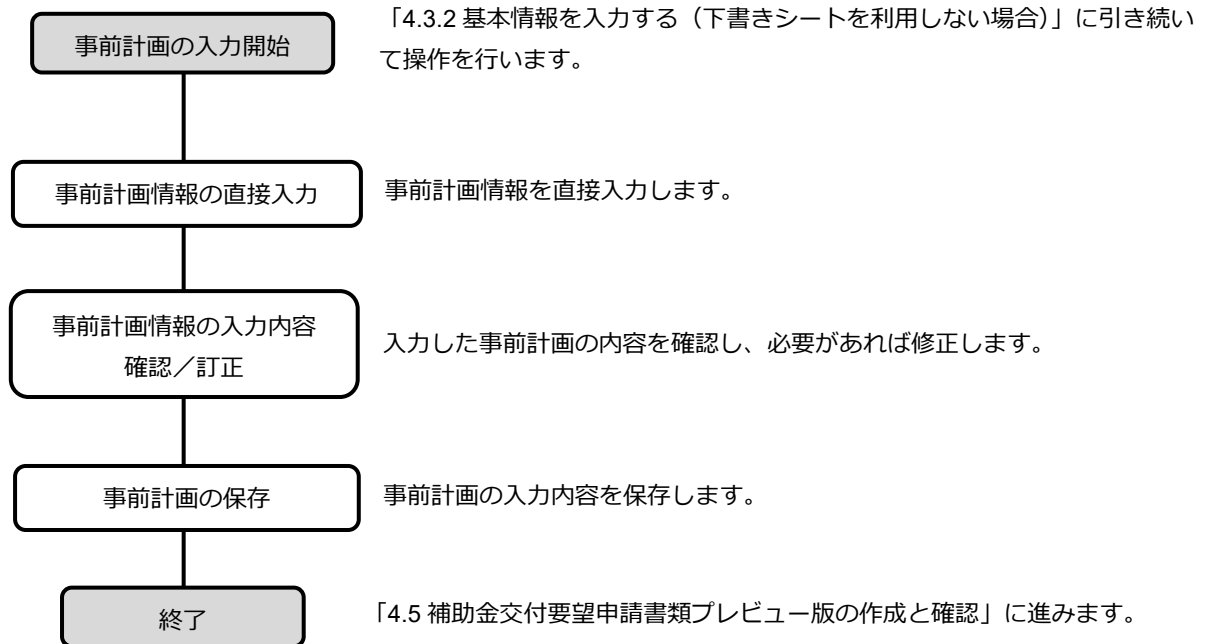 事前計画の入力開始
「4.3.2 基本情報を入力する（下書きシートを利用しない場合）」に引き続い
て操作を行います。
事前計画情報の直接入力
事前計画情報を直接入力します。
事前計画情報の入力内容
確認／訂正
入力した事前計画の内容を確認し、必要があれば修正します。
事前計画の保存
事前計画の入力内容を保存します。
終了
「4.5 補助金交付要望申請書類プレビュー版の作成と確認」に進みます。